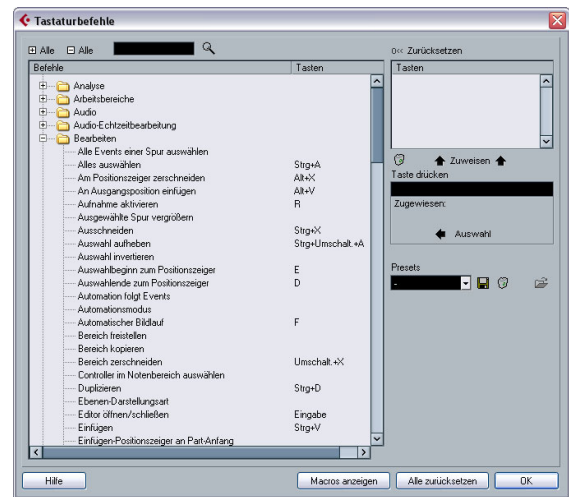 Tastaturbefehle
Alle Alle
Zurücksetzen
Befehle Tasten
Tasten
Analyse
Arbeitsbereiche
Audio
Audio-Echtzeitbearbeitung
Bearbeiten
Alle Events einer Spur auswählen
Alles auswählen Strg+A
Am Positionszeiger zerschneiden Alt+X
An Ausgangsposition einfügen Alt+V
Aufnahme aktivieren R
Ausgewählte Spur vergrößern
Ausschneiden Strg+X
Auswahl aufheben Strg+Umschalt.+A
Auswahl invertieren
Auswahlbeginn zum Positionszeiger E
Auswahlende zum Positionszeiger D
Automation folgt Events
Automationsmodus
Automatischer Bildlauf F
Bereich freistellen
Bereich kopieren
Bereich zerschneiden Umschalt.+X
Controller im Notenbereich auswählen
Duplizieren Strg+D
Ebenen-Darstellungsart
Editor öffnen/schließen Eingabe
Einfügen Strg+V
Einfügen-Positionszeiger an Part-Anfang
Zuweisen
Taste drücken
Zugewiesen:
Auswahl
Presets
-
Hilfe
Macros anzeigen
Alle zurücksetzen
OK